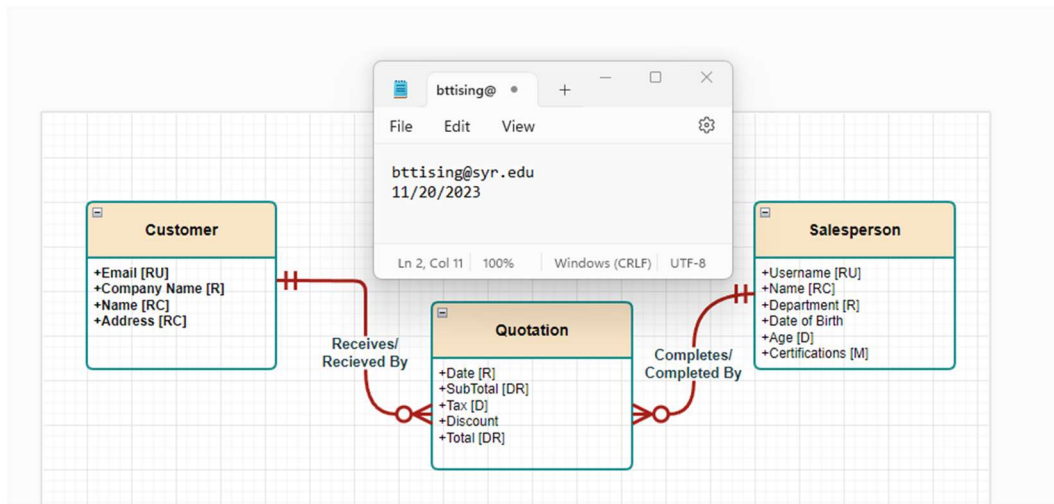 bttising@
File Edit View
bttising@syr.edu
11/20/2023
Ln 2, Col 11 100% Windows (CRLF) UTF-8
Customer
+Email [RU]
+Company Name [R]
+Name [RC]
+Address [RC]
Receives/
Recieved By
Quotation
+Date [R]
+SubTotal [DR]
+Tax [D]
+Discount
+Total [DR]
Completes/
Completed By
Salesperson
+Username [RU]
+Name [RC]
+Department [R]
+Date of Birth
+Age [D]
+Certifications [M]